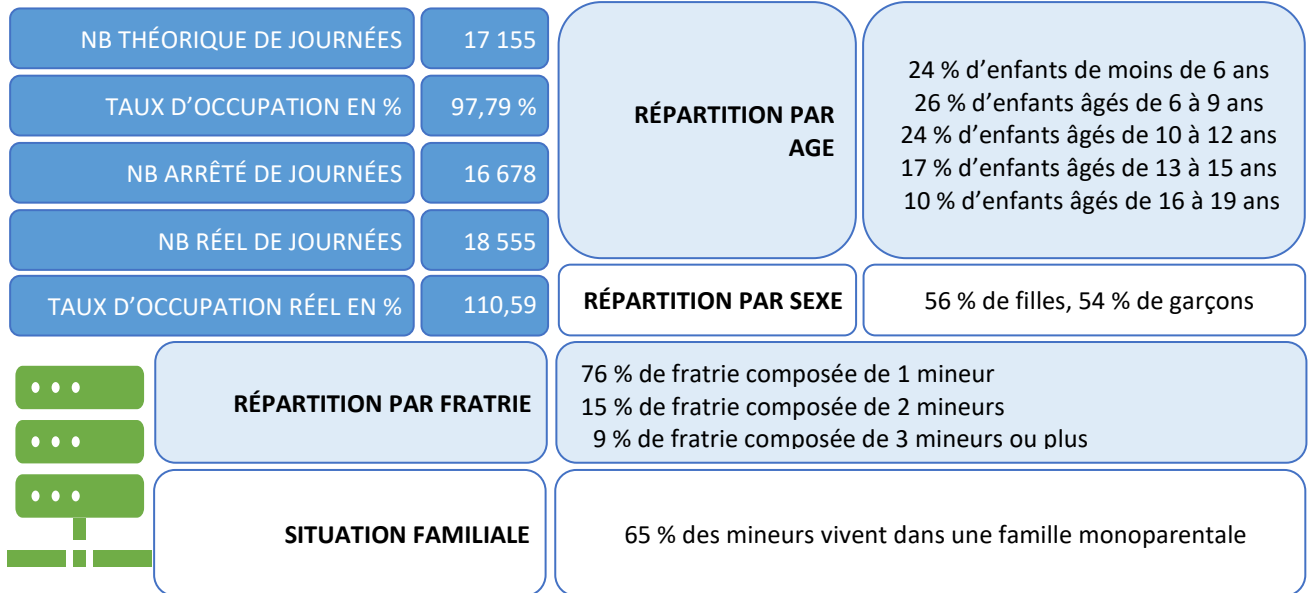 NB THÉORIQUE DE JOURNÉES 17 155
TAUX D’OCCUPATION EN % 97,79 %
NB ARRÊTÉ DE JOURNÉES 16 678
NB RÉEL DE JOURNÉES 18 555
TAUX D’OCCUPATION RÉEL EN % 110,59
RÉPARTITION PAR
AGE
24 % d’enfants de moins de 6 ans
26 % d’enfants âgés de 6 à 9 ans
24 % d’enfants âgés de 10 à 12 ans
17 % d’enfants âgés de 13 à 15 ans
10 % d’enfants âgés de 16 à 19 ans
RÉPARTITION PAR SEXE 56 % de filles, 54 % de garçons
RÉPARTITION PAR FRATRIE
76 % de fratrie composée de 1 mineur
15 % de fratrie composée de 2 mineurs
9 % de fratrie composée de 3 mineurs ou plus
SITUATION FAMILIALE 65 % des mineurs vivent dans une famille monoparentale